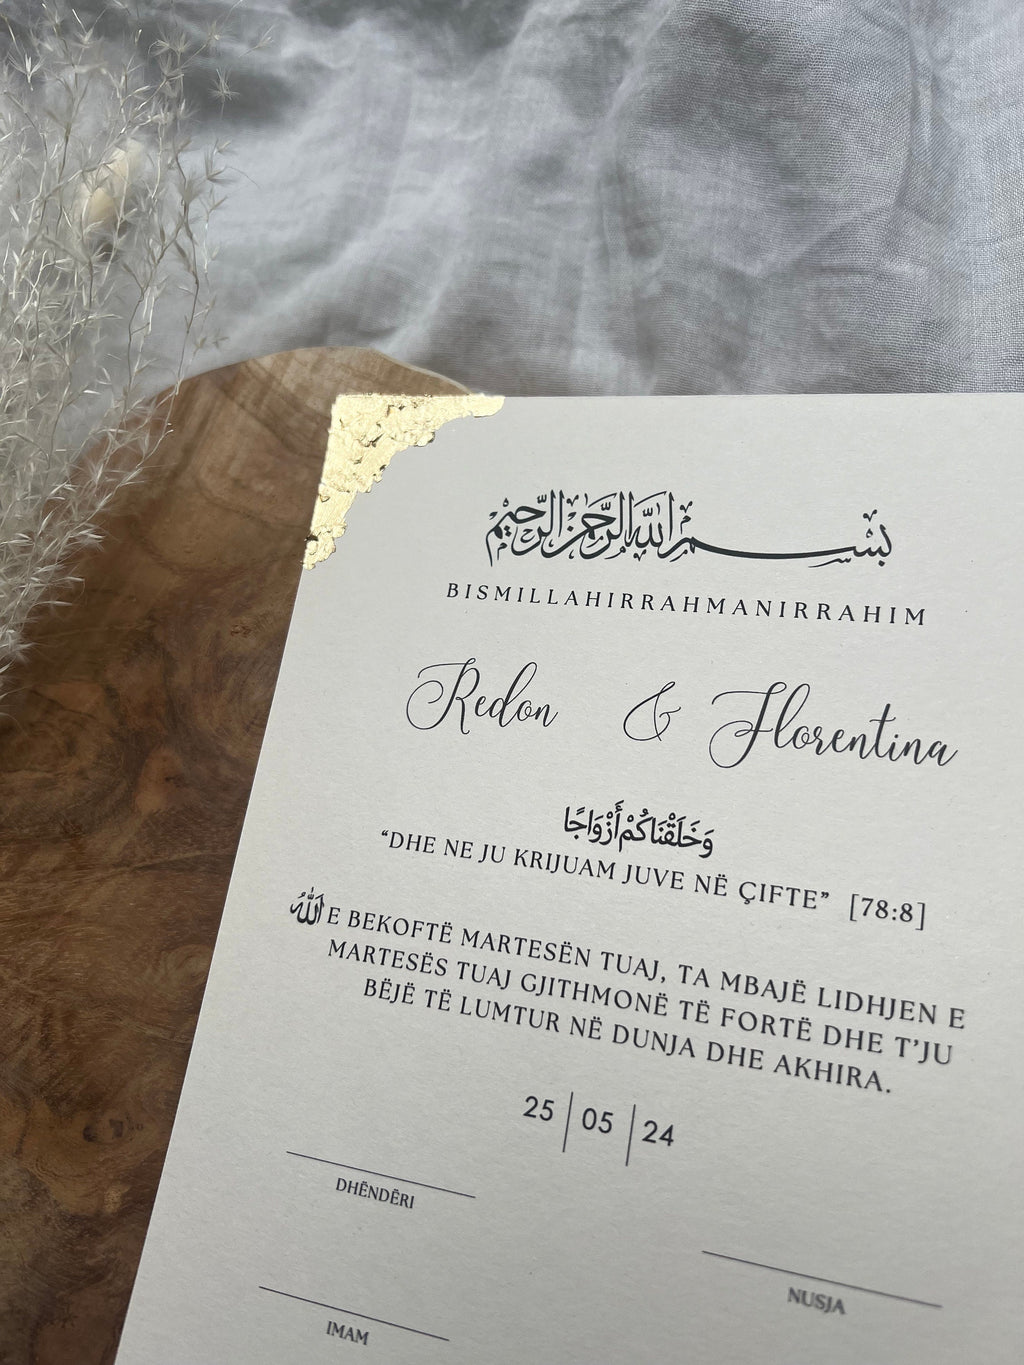 بسم الله الرحمن الرحيم
BISMILLAHIRRAHMANIRRAHIM
Redon & Florentina
وَخَلَقْنَاكُمْ أَزْوَاجًا
“DHE NE JU KRIJUAM JUVE NË ÇIFTE” [78:8]
الله E BEKOFTË MARTESËN TUAJ, TA MBAJË LIDHJEN E
MARTESËS TUAJ GJITHMONË TË FORTË DHE T’JU
BËJË TË LUMTUR NË DUNJA DHE AKHIRA.
25 | 05 | 24
DHËNDËRI
NUSJA
IMAM